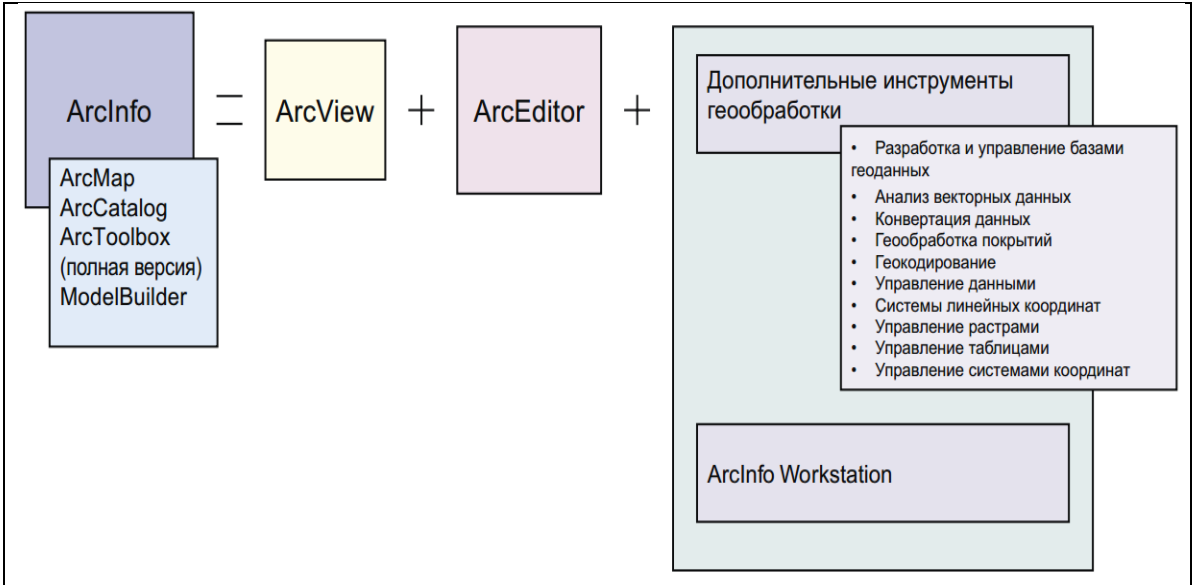 ArcInfo
=
ArcView
+
ArcEditor
+
ArcMap
ArcCatalog
ArcToolbox
(полная версия)
ModelBuilder
Дополнительные инструменты
геообработки
• Разработка и управление базами
геоданных
• Анализ векторных данных
• Конвертация данных
• Геообработка покрытий
• Геокодирование
• Управление данными
• Системы линейных координат
• Управление растрами
• Управление таблицами
• Управление системами координат
ArcInfo Workstation